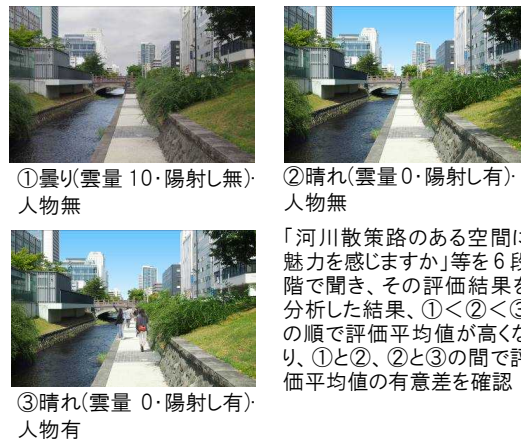 ①曇り(雲量 10・陽射し無)・
人物無
②晴れ(雲量０・陽射し有)・
人物無
「河川散策路のある空間に
魅力を感じますか」等を６段
階で聞き、その評価結果を
分析した結果、①＜②＜③
の順で評価平均値が高くな
り、①と②、②と③の間で評
価平均値の有意差を確認
③晴れ(雲量 0・陽射し有)・
人物有